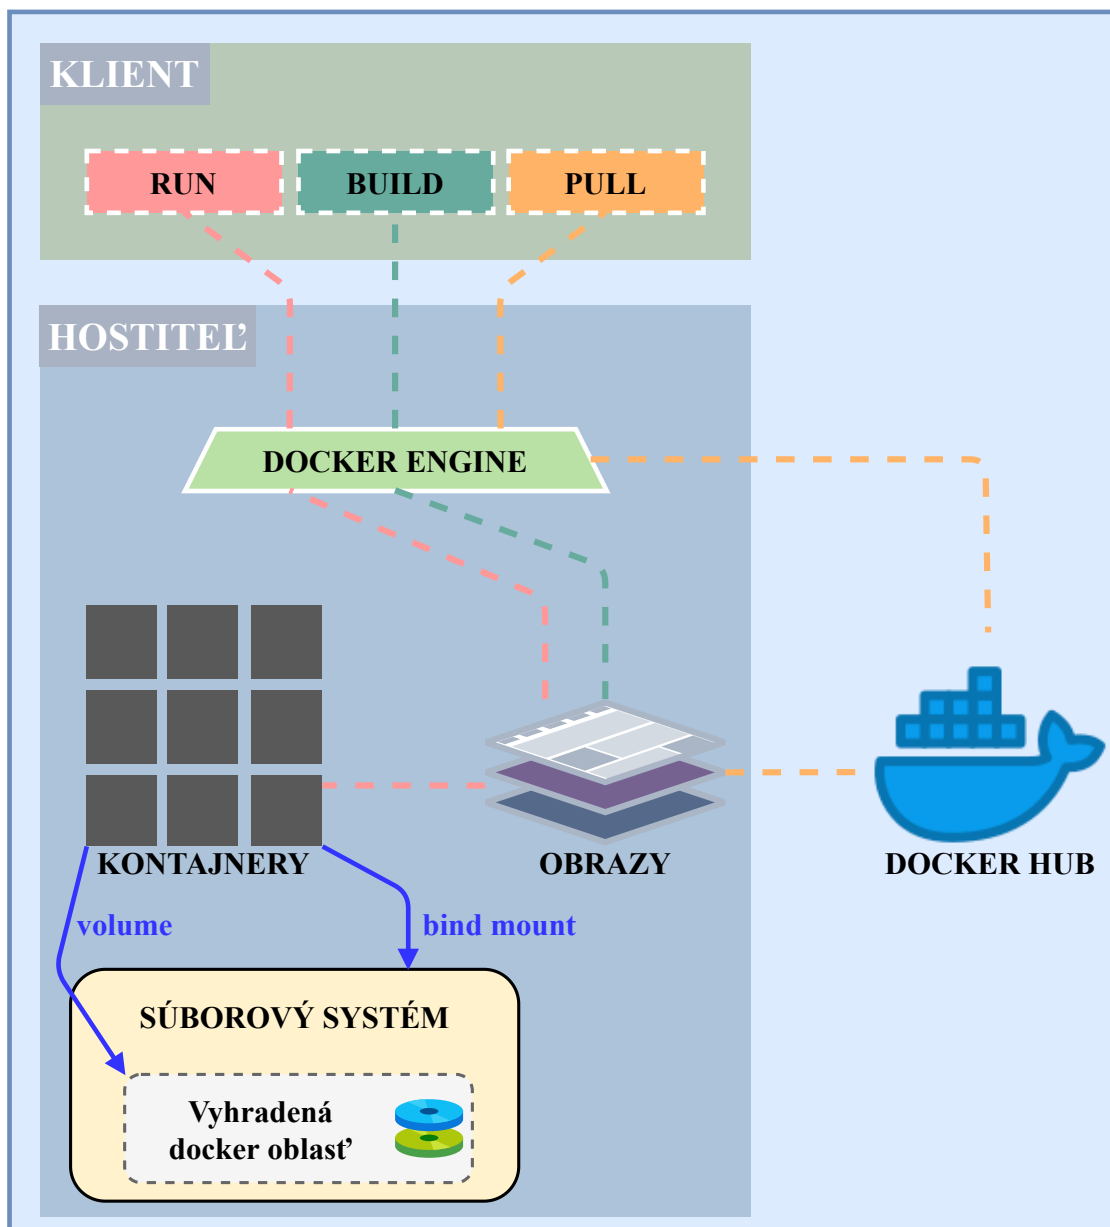 KLIENT
RUN
BUILD
PULL
HOSTITEĽ
DOCKER ENGINE
KONTAJNERY
OBRAZY
DOCKER HUB
volume
bind mount
SÚBOROVÝ SYSTÉM
Vyhradená
docker oblasť